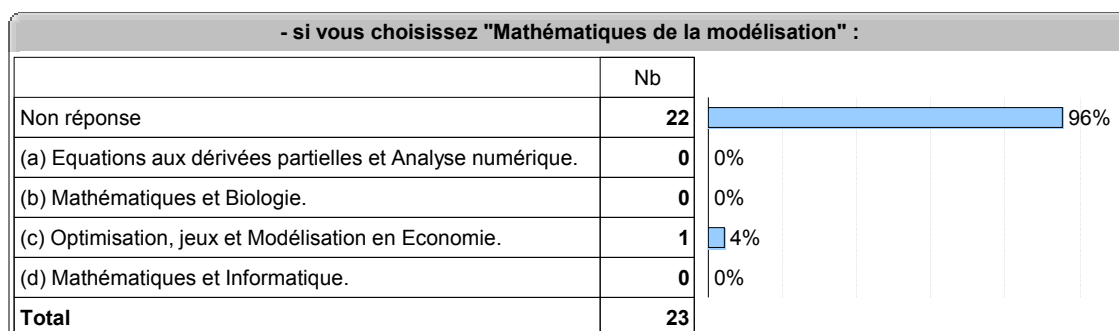 - si vous choisissez "Mathématiques de la modélisation" :
Nb
Non réponse 22 96%
(a) Equations aux dérivées partielles et Analyse numérique. 0 0%
(b) Mathématiques et Biologie. 0 0%
(c) Optimisation, jeux et Modélisation en Economie. 1 4%
(d) Mathématiques et Informatique. 0 0%
Total 23